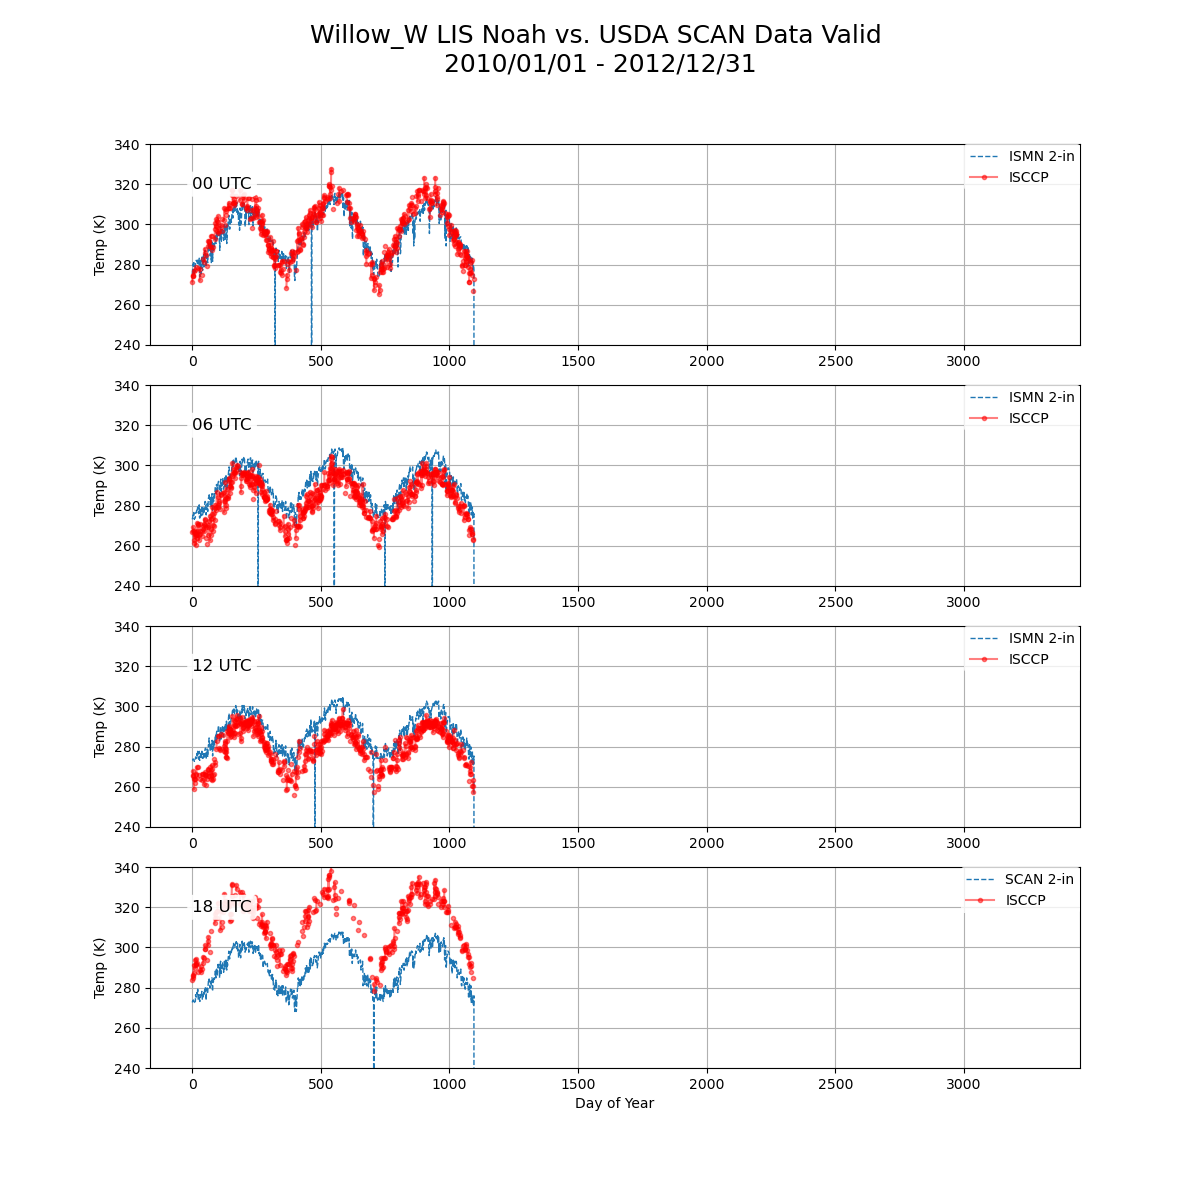 Willow_W LIS Noah vs. USDA SCAN Data Valid
2010/01/01 - 2012/12/31
340
320
300
280
260
240
Temp (K)
00 UTC
ISMN 2-in
ISCCP
0 500 1000 1500 2000 2500 3000
340
320
300
280
260
240
Temp (K)
06 UTC
ISMN 2-in
ISCCP
0 500 1000 1500 2000 2500 3000
340
320
300
280
260
240
Temp (K)
12 UTC
ISMN 2-in
ISCCP
0 500 1000 1500 2000 2500 3000
340
320
300
280
260
240
Temp (K)
18 UTC
SCAN 2-in
ISCCP
0 500 1000 1500 2000 2500 3000
Day of Year